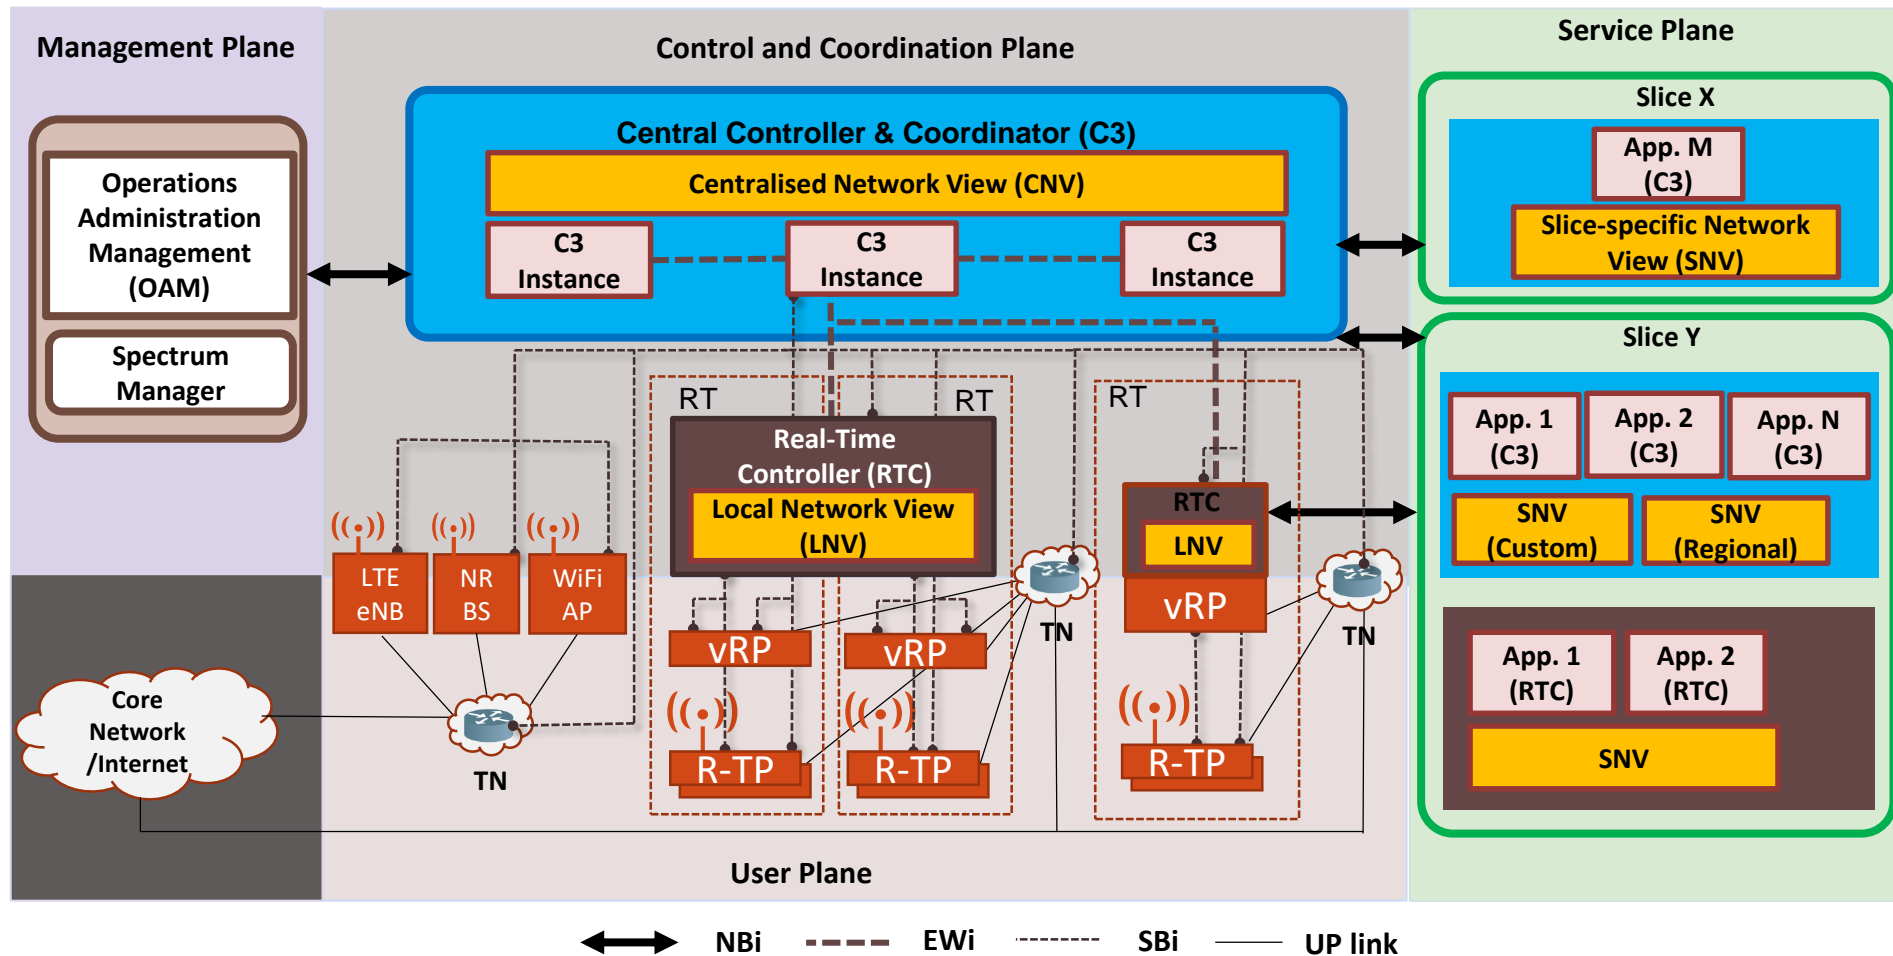 Management Plane
Control and Coordination Plane
Service Plane
Operations
Administration
Management
(OAM)
Spectrum
Manager
Central Controller & Coordinator (C3)
Centralised Network View (CNV)
C3
Instance
C3
Instance
C3
Instance
Slice X
App. M
(C3)
Slice-specific Network
View (SNV)
Slice Y
App. 1
(C3)
App. 2
(C3)
App. N
(C3)
SNV
(Custom)
SNV
(Regional)
App. 1
(RTC)
App. 2
(RTC)
SNV
RT
RT
RT
Real-Time
Controller (RTC)
Local Network View
(LNV)
RTC
LNV
vRP
LTE
eNB
NR
BS
WiFi
AP
vRP
vRP
TN
TN
R-TP
R-TP
R-TP
TN
Core
Network
/Internet
User Plane
NBi
EWi
SBi
UP link